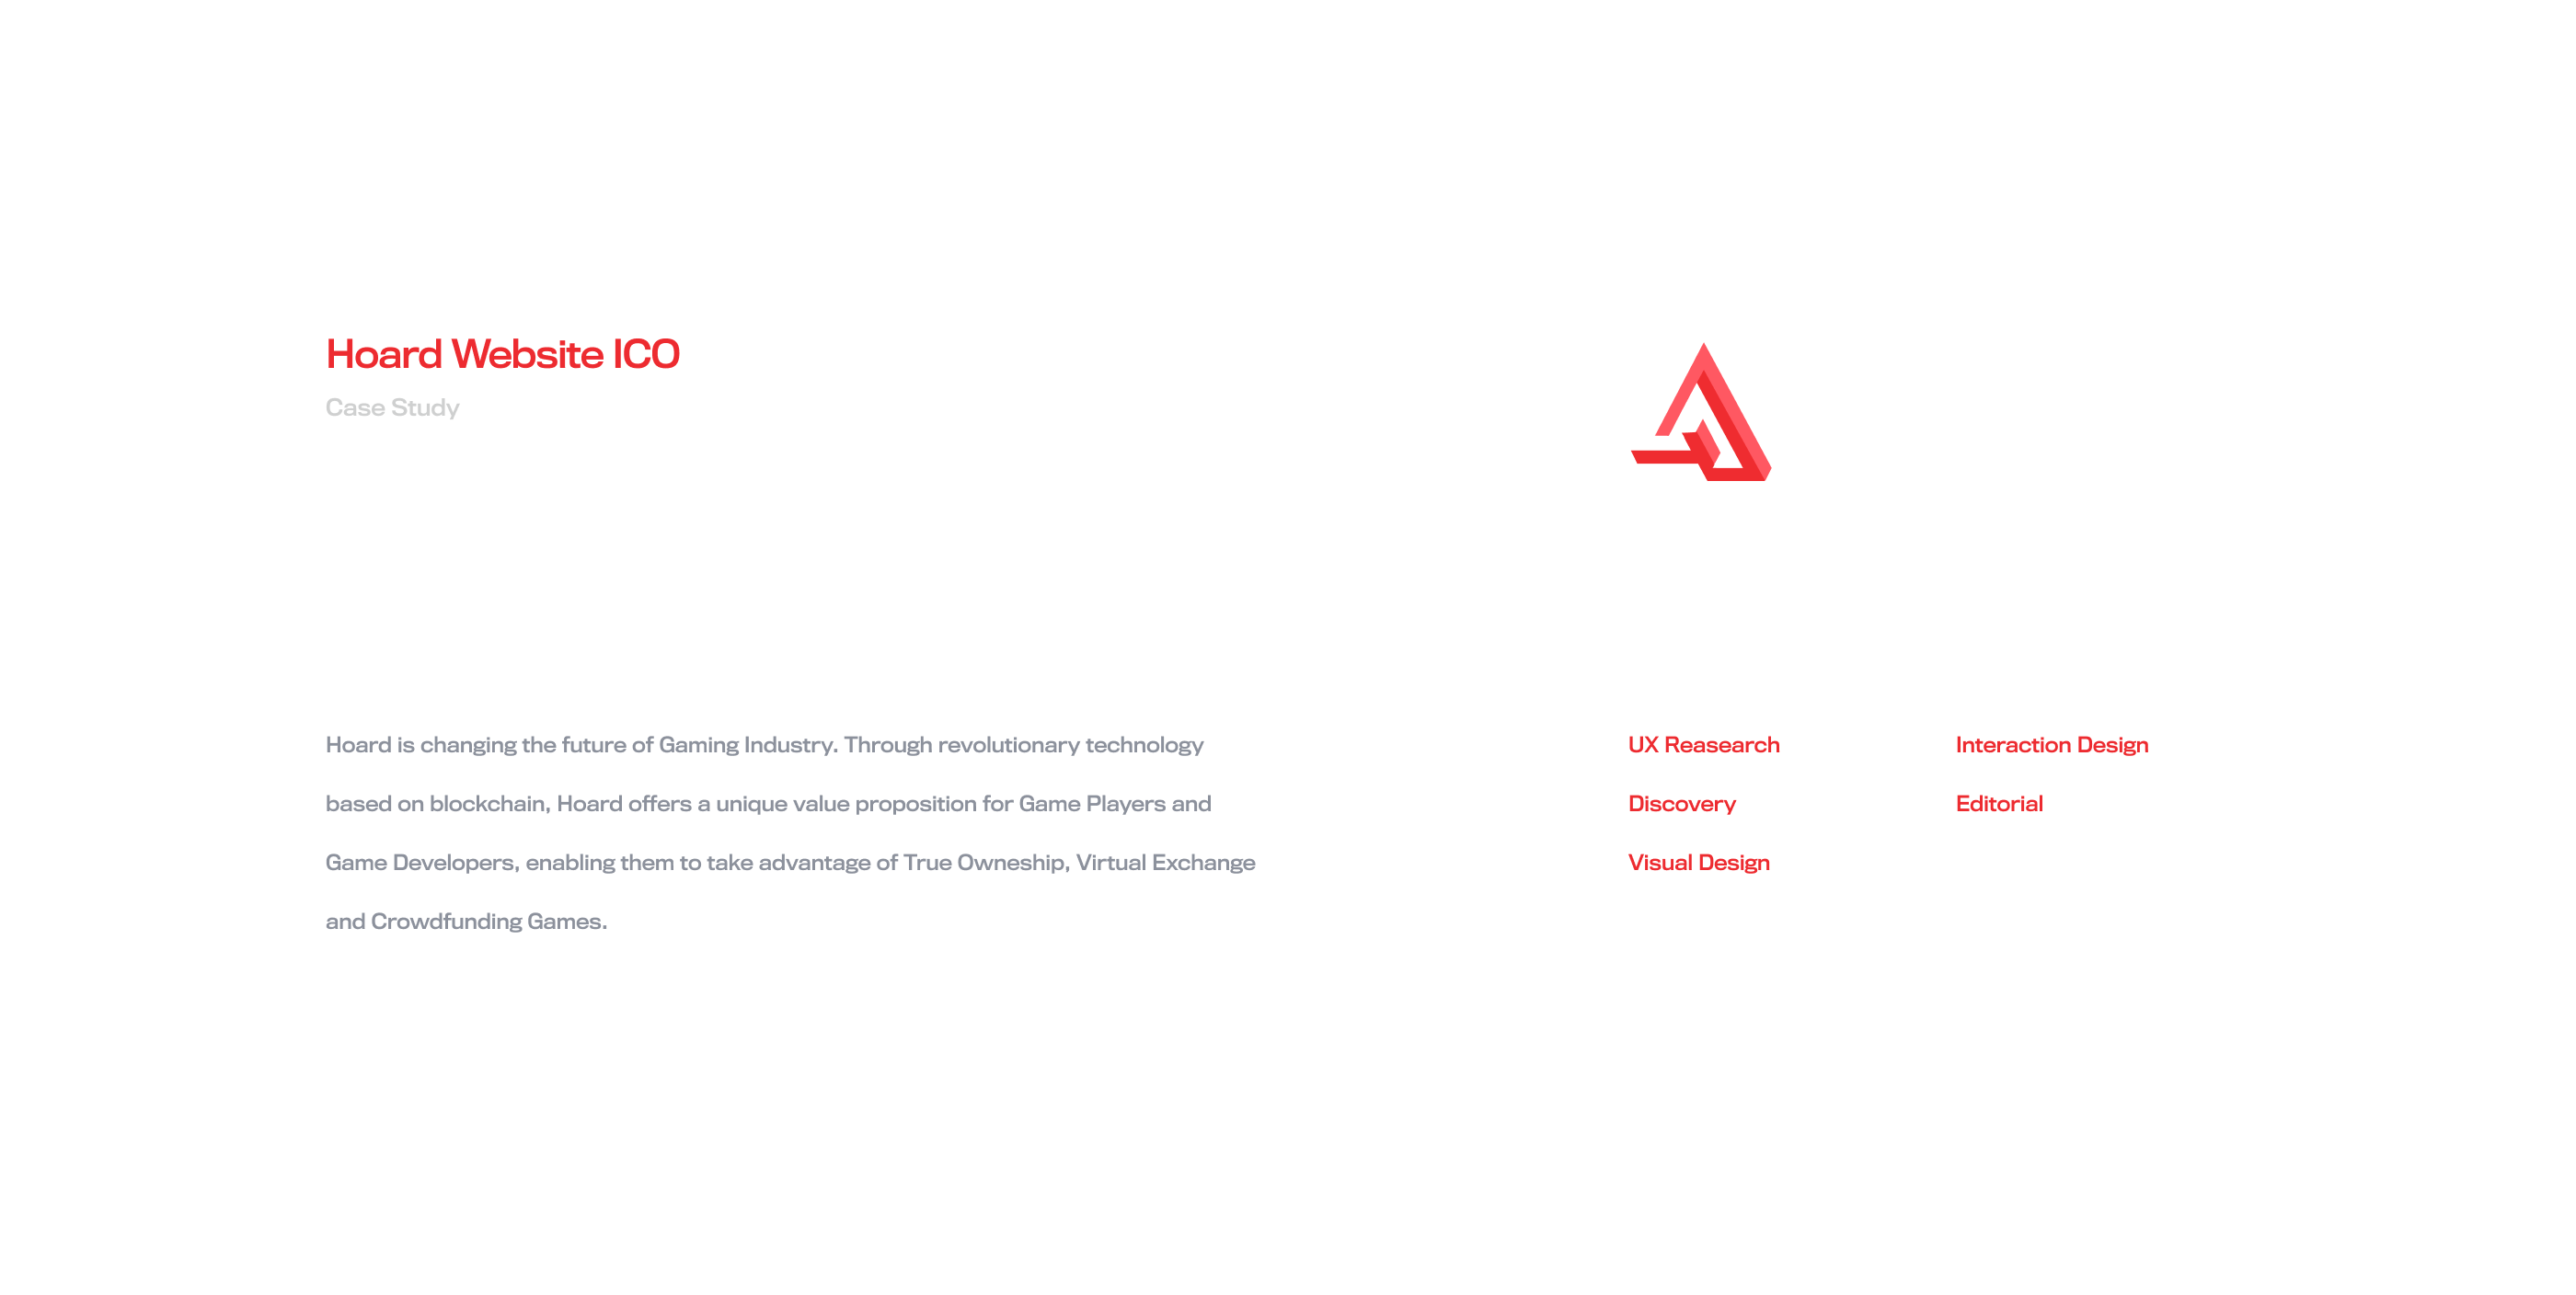 Hoard Website ICO
Case Study
Hoard is changing the future of Gaming Industry. Through revolutionary technology
based on blockchain, Hoard offers a unique value proposition for Game Players and
Game Developers, enabling them to take advantage of True Owneship, Virtual Exchange
and Crowdfunding Games.
UX Reasearch
Discovery
Visual Design
Interaction Design
Editorial